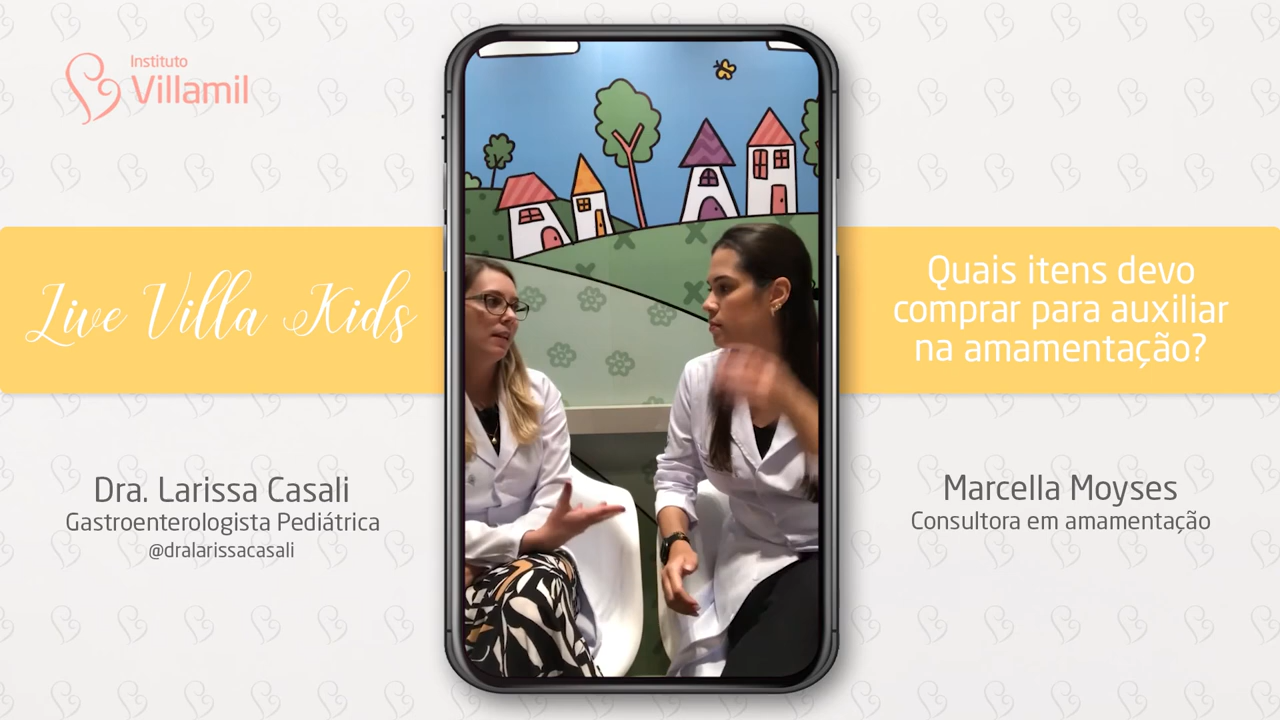 Instituto
Villamil
Live Villa Kids
Quais itens devo
comprar para auxiliar
na amamentação?
Dra. Larissa Casali
Gastroenterologista Pediátrica
@dralarissacasali
Marcella Moyses
Consultora em amamentação